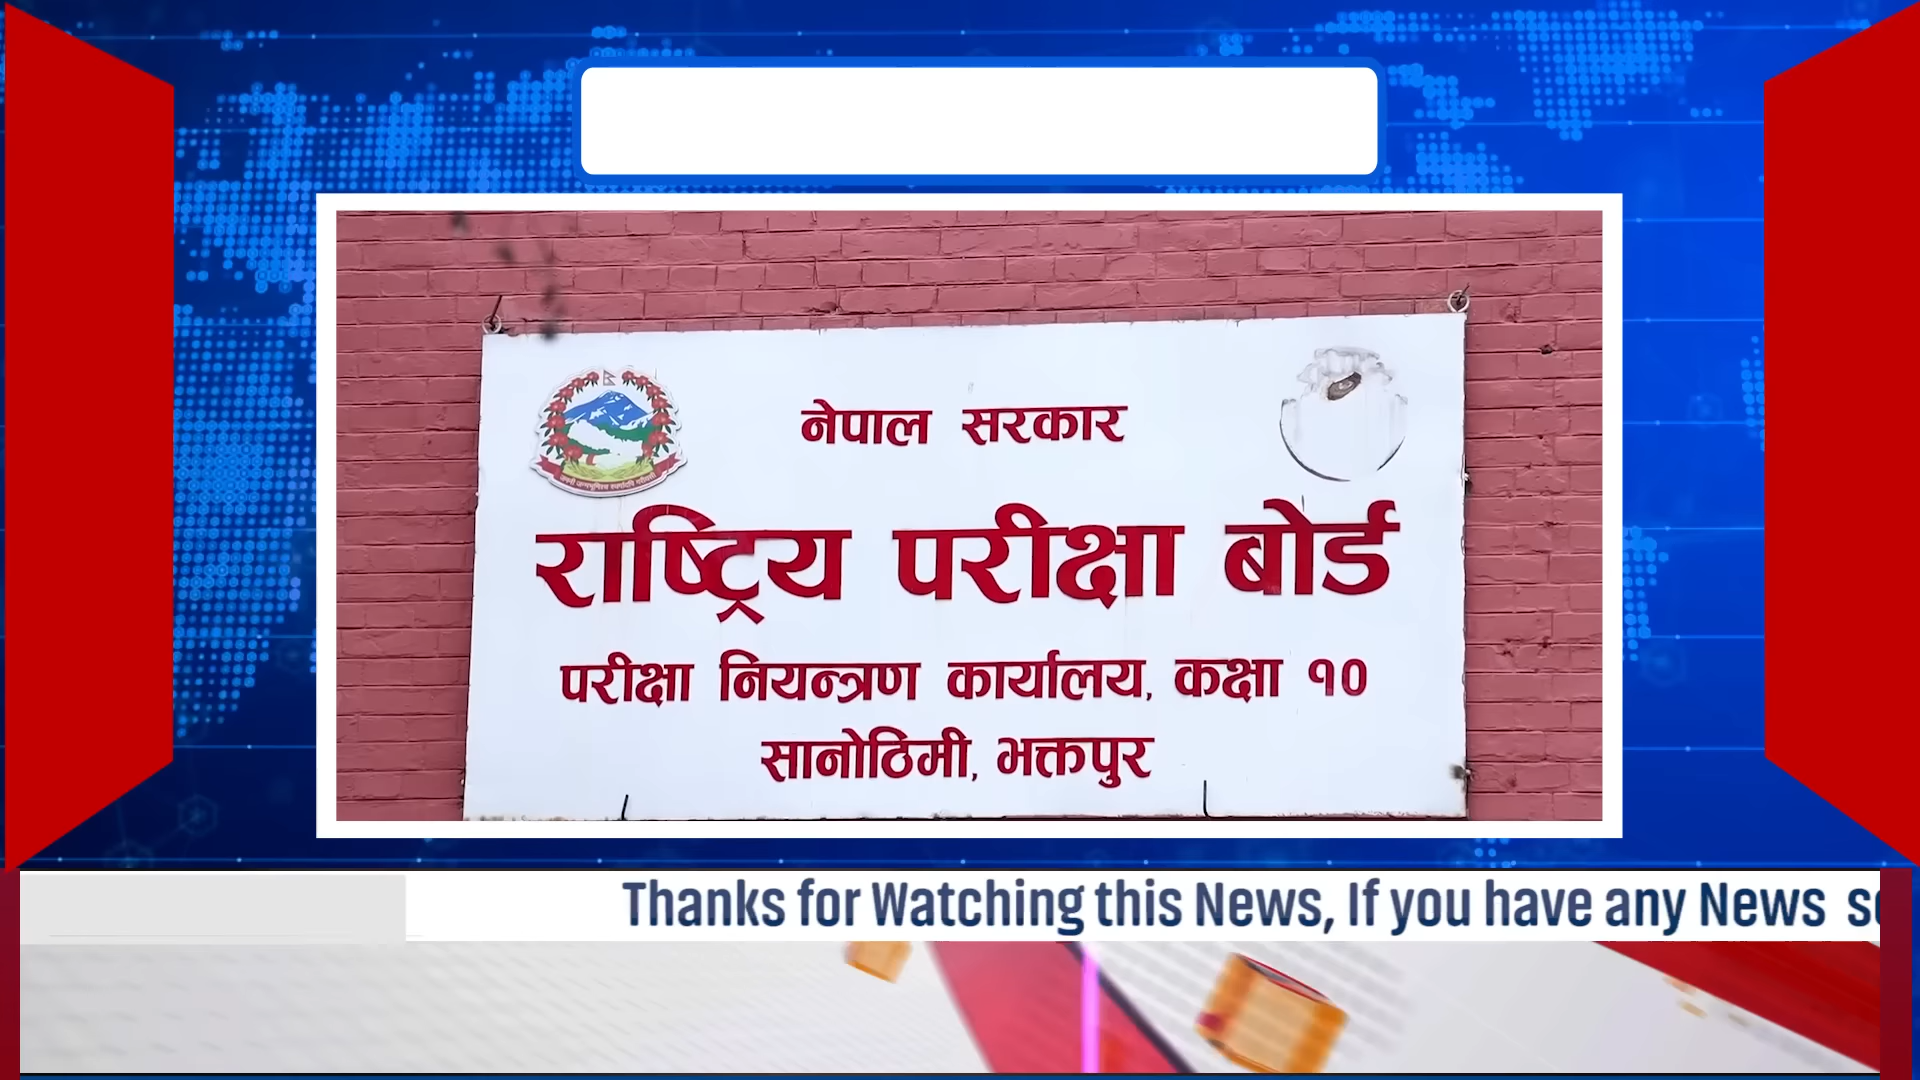 नेपाल सरकार
राष्ट्रिय परीक्षा बोर्ड
परीक्षा नियन्त्रण कार्यालय, कक्षा १०
सानोठिमी, भक्तपुर
Thanks for Watching this News, If you have any News